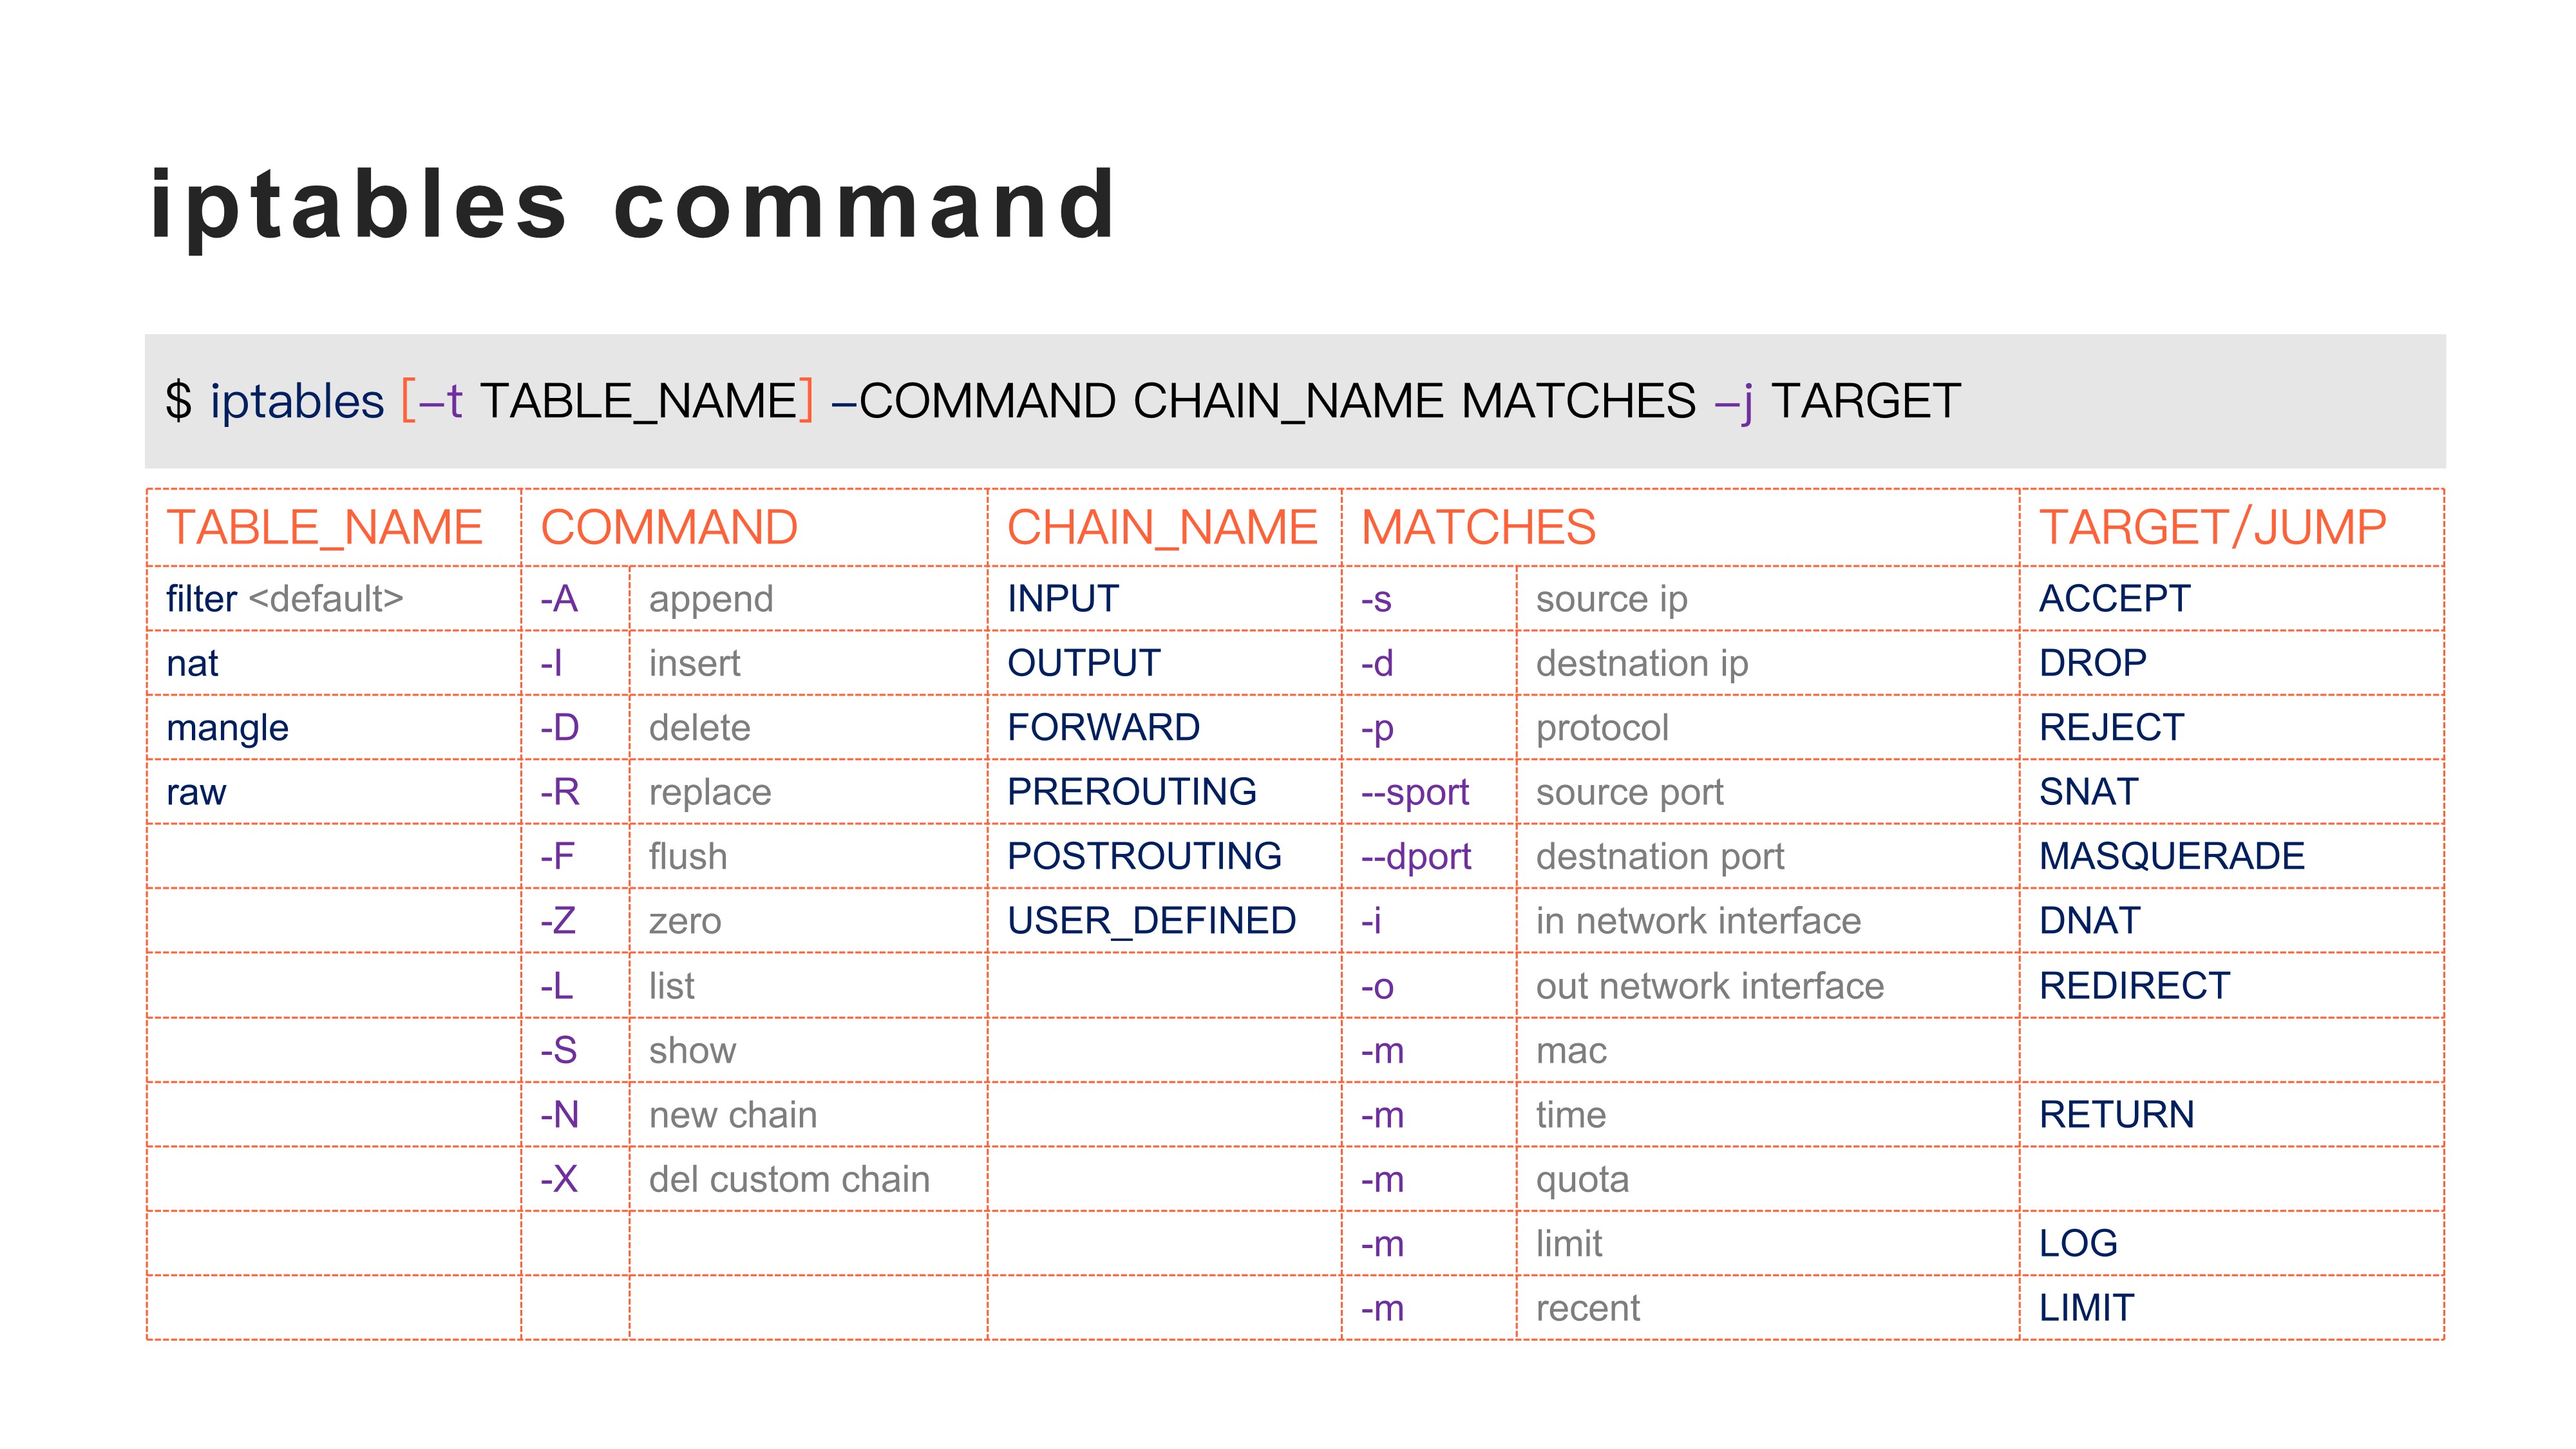 iptables command
$ iptables [–t TABLE_NAME] –COMMAND CHAIN_NAME MATCHES –j TARGET
TABLE_NAME COMMAND CHAIN_NAME MATCHES TARGET/JUMP
filter <default> -A append INPUT -s source ip ACCEPT
nat -I insert OUTPUT -d destnation ip DROP
mangle -D delete FORWARD -p protocol REJECT
raw -R replace PREROUTING --sport source port SNAT
-F flush POSTROUTING --dport destnation port MASQUERADE
-Z zero USER_DEFINED -i in network interface DNAT
-L list -o out network interface REDIRECT
-S show -m mac
-N new chain -m time RETURN
-X del custom chain -m quota
-m limit LOG
-m recent LIMIT